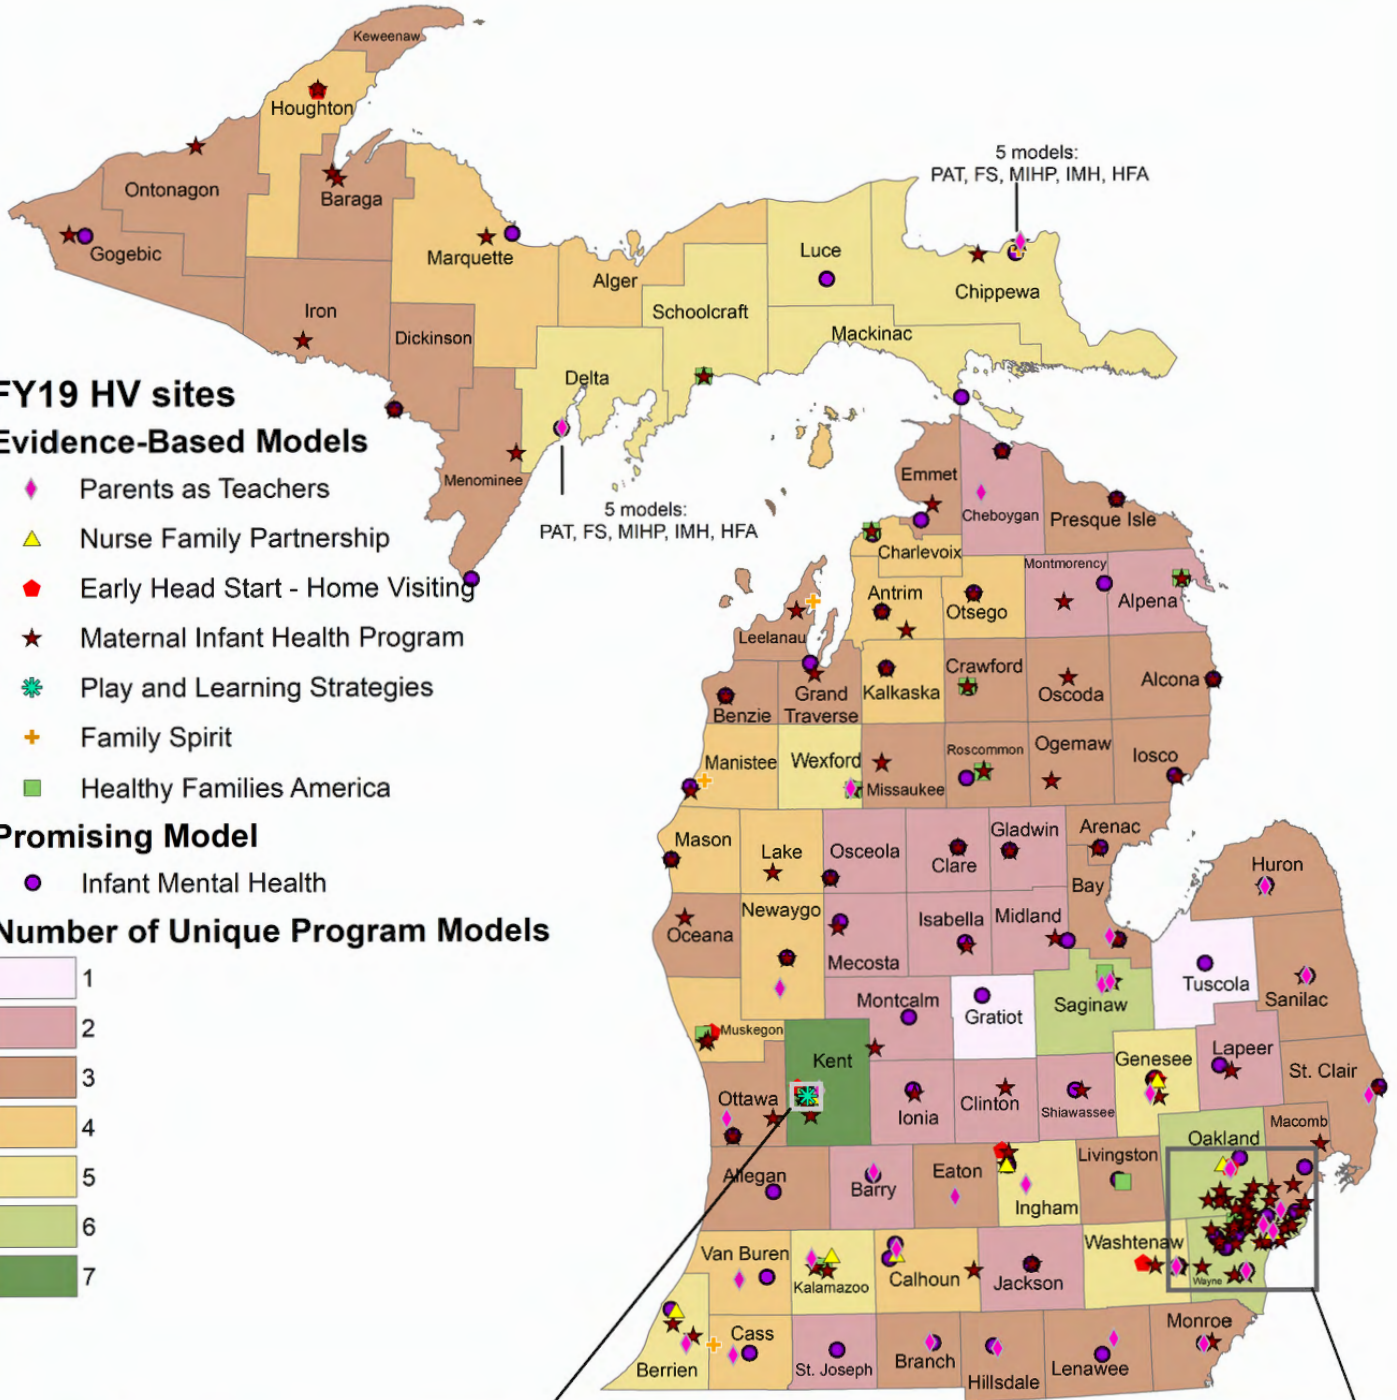 Keweenaw
Houghton
Ontonagon
Baraga
Gogebic
Marquette
Iron
Dickinson
Alger
Luce
Schoolcraft
5 models:
PAT, FS, MIHP, IMH, HFA
Chippewa
Mackinac
Delta
Menominee
5 models:
PAT, FS, MIHP, IMH, HFA
FY19 HV sites
Evidence-Based Models
Parents as Teachers
Nurse Family Partnership
Early Head Start - Home Visiting
Maternal Infant Health Program
Play and Learning Strategies
Family Spirit
Healthy Families America
Promising Model
Infant Mental Health
Number of Unique Program Models
1
2
3
4
5
6
7
Emmet
Cheboygan
Presque Isle
Charlevoix
Montmorency
Antrim
Otsego
Alpena
Leelanau
Crawford
Grand
Traverse
Kalkaska
Oscoda
Alcona
Benzie
Manistee
Wexford
Missaukee
Roscommon
Ogemaw
Iosco
Mason
Lake
Osceola
Clare
Gladwin
Arenac
Huron
Bay
Newaygo
Oceana
Mecosta
Isabella
Midland
Tuscola
Sanilac
Montcalm
Gratiot
Saginaw
Muskegon
Kent
Genesee
Lapeer
St. Clair
Ottawa
Ionia
Clinton
Shiawassee
Macomb
Oakland
Allegan
Barry
Eaton
Ingham
Livingston
Van Buren
Kalamazoo
Calhoun
Jackson
Washtenaw
Wayne
Berrien
Cass
St. Joseph
Branch
Hillsdale
Lenawee
Monroe